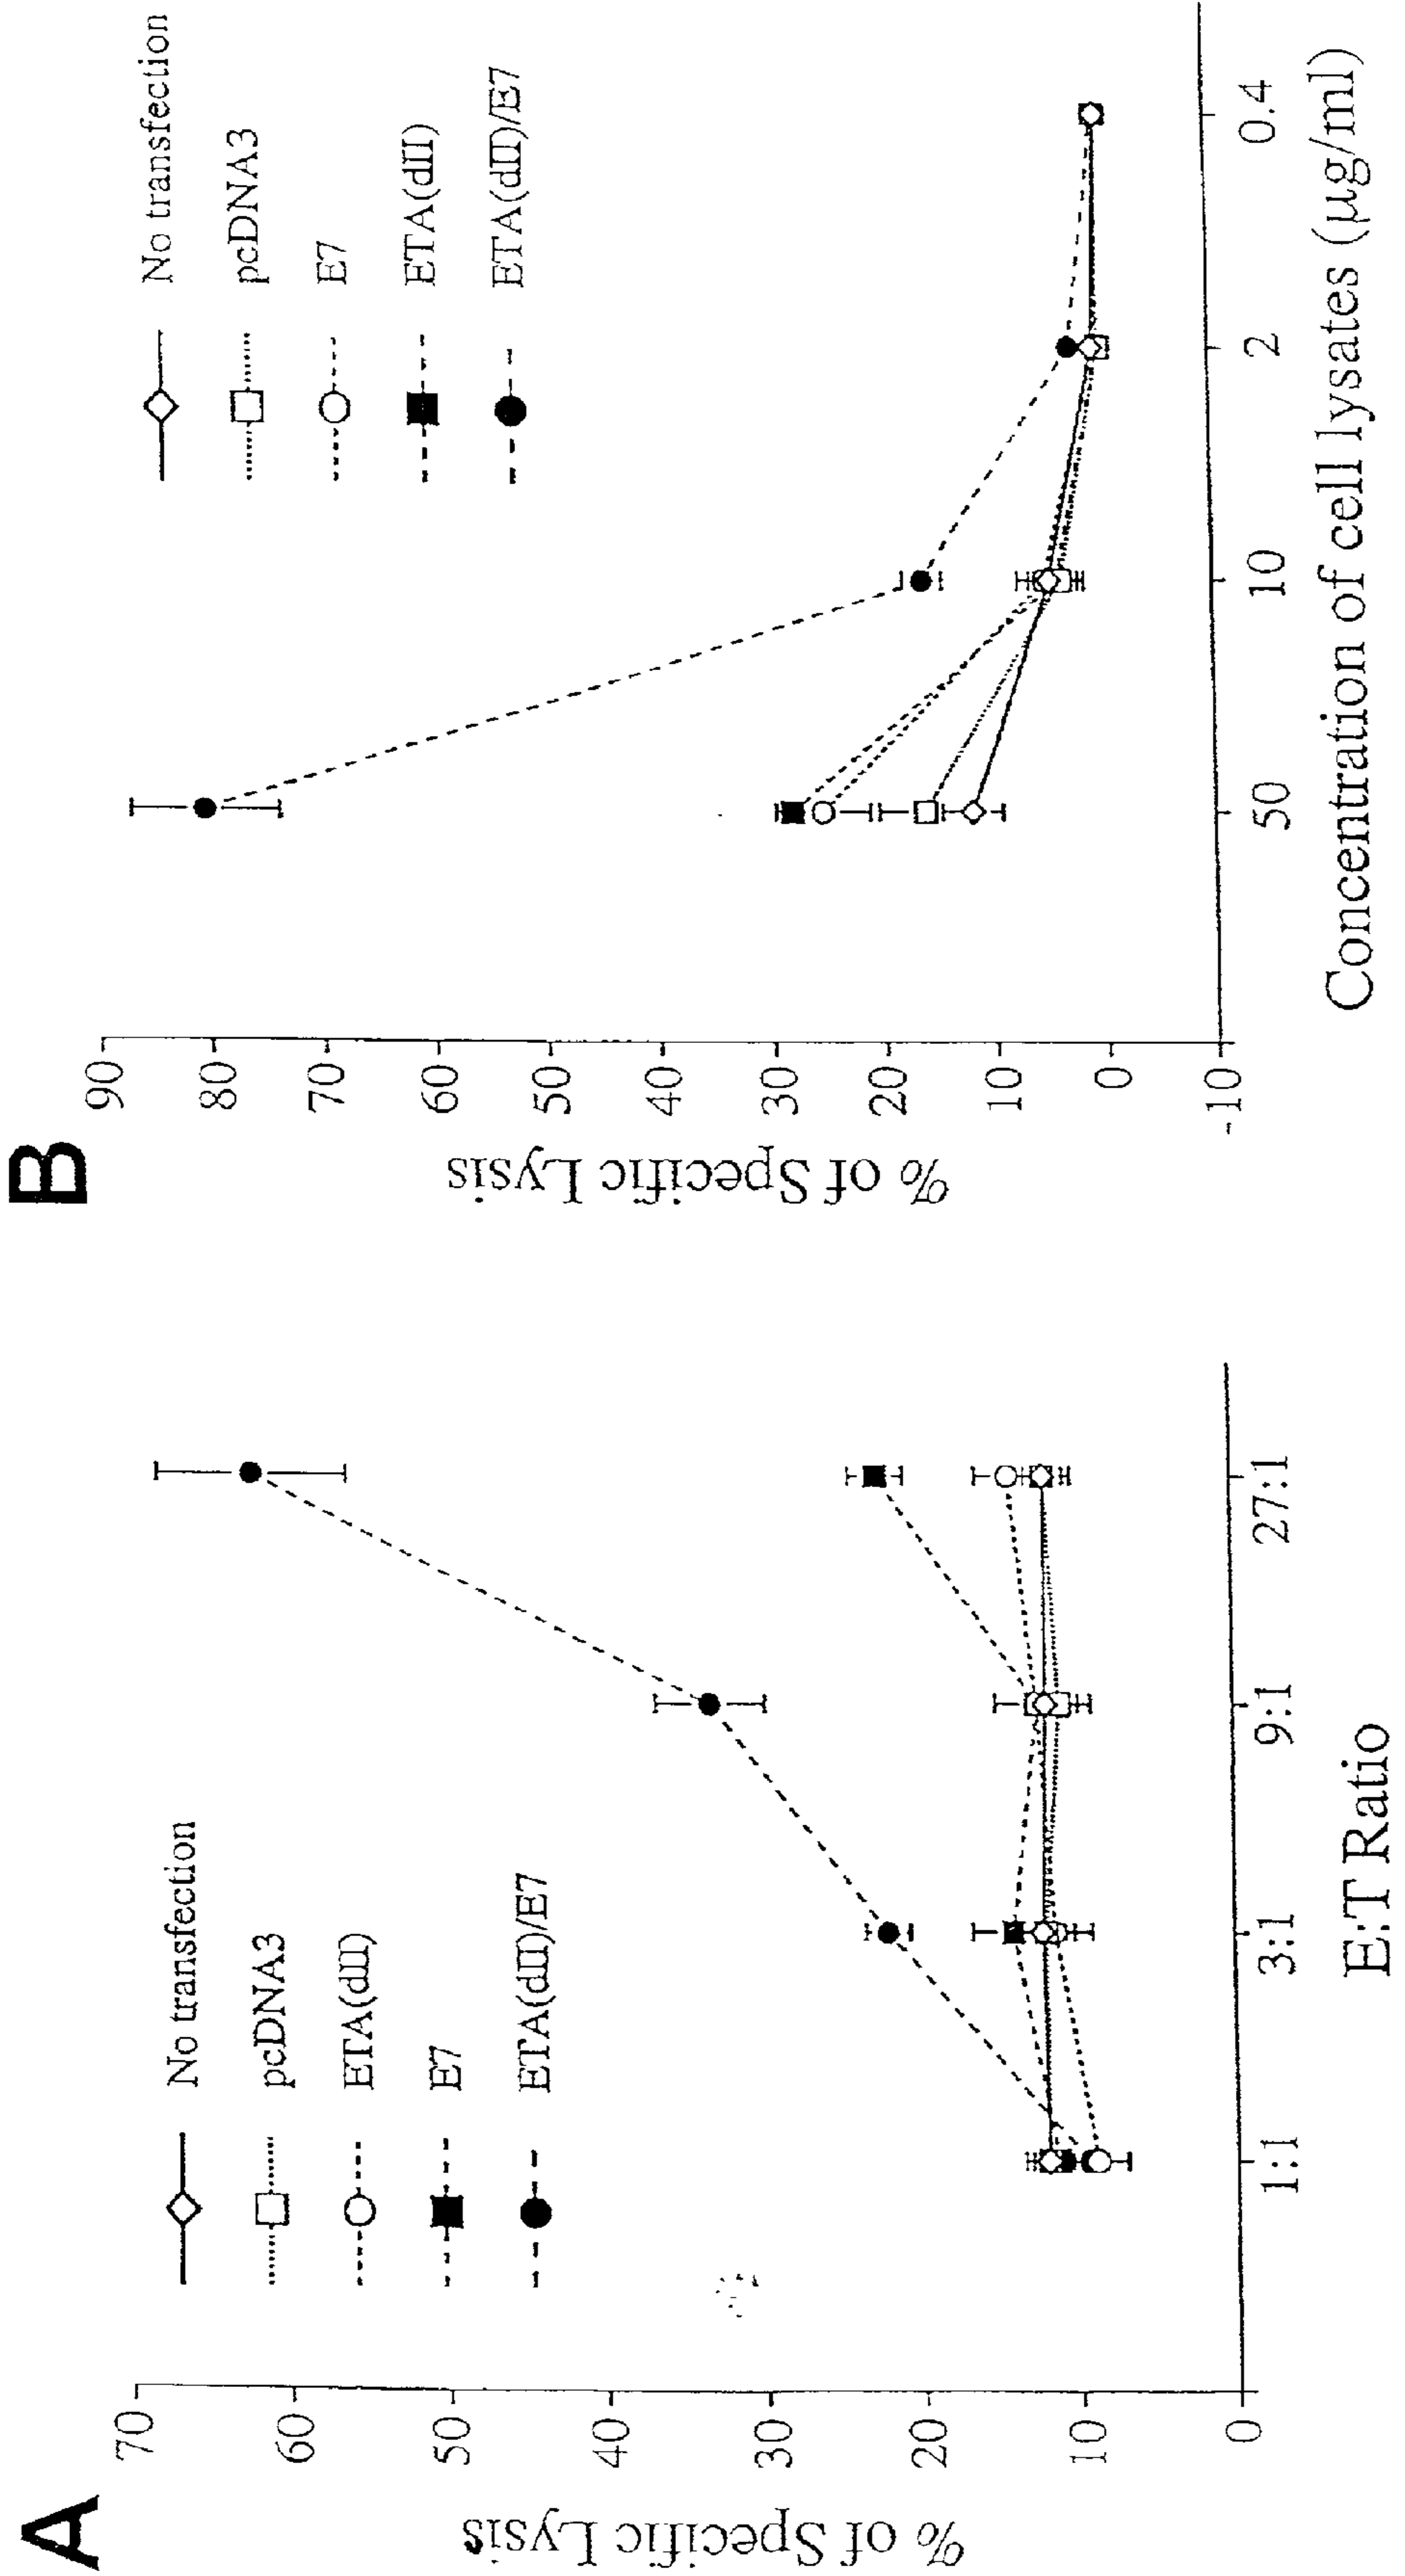 A
% of Specific Lysis
70
60
50
40
30
20
10
0
No transfection
pcDNA3
ETA(dII)
E7
ETA(dII)/E7
1:1
3:1
9:1
27:1
E:T Ratio
B
% of Specific Lysis
90
80
70
60
50
40
30
20
10
0
-10
No transfection
pcDNA3
E7
ETA(dII)
ETA(dII)/E7
50
10
2
0.4
Concentration of cell lysates (μg/ml)